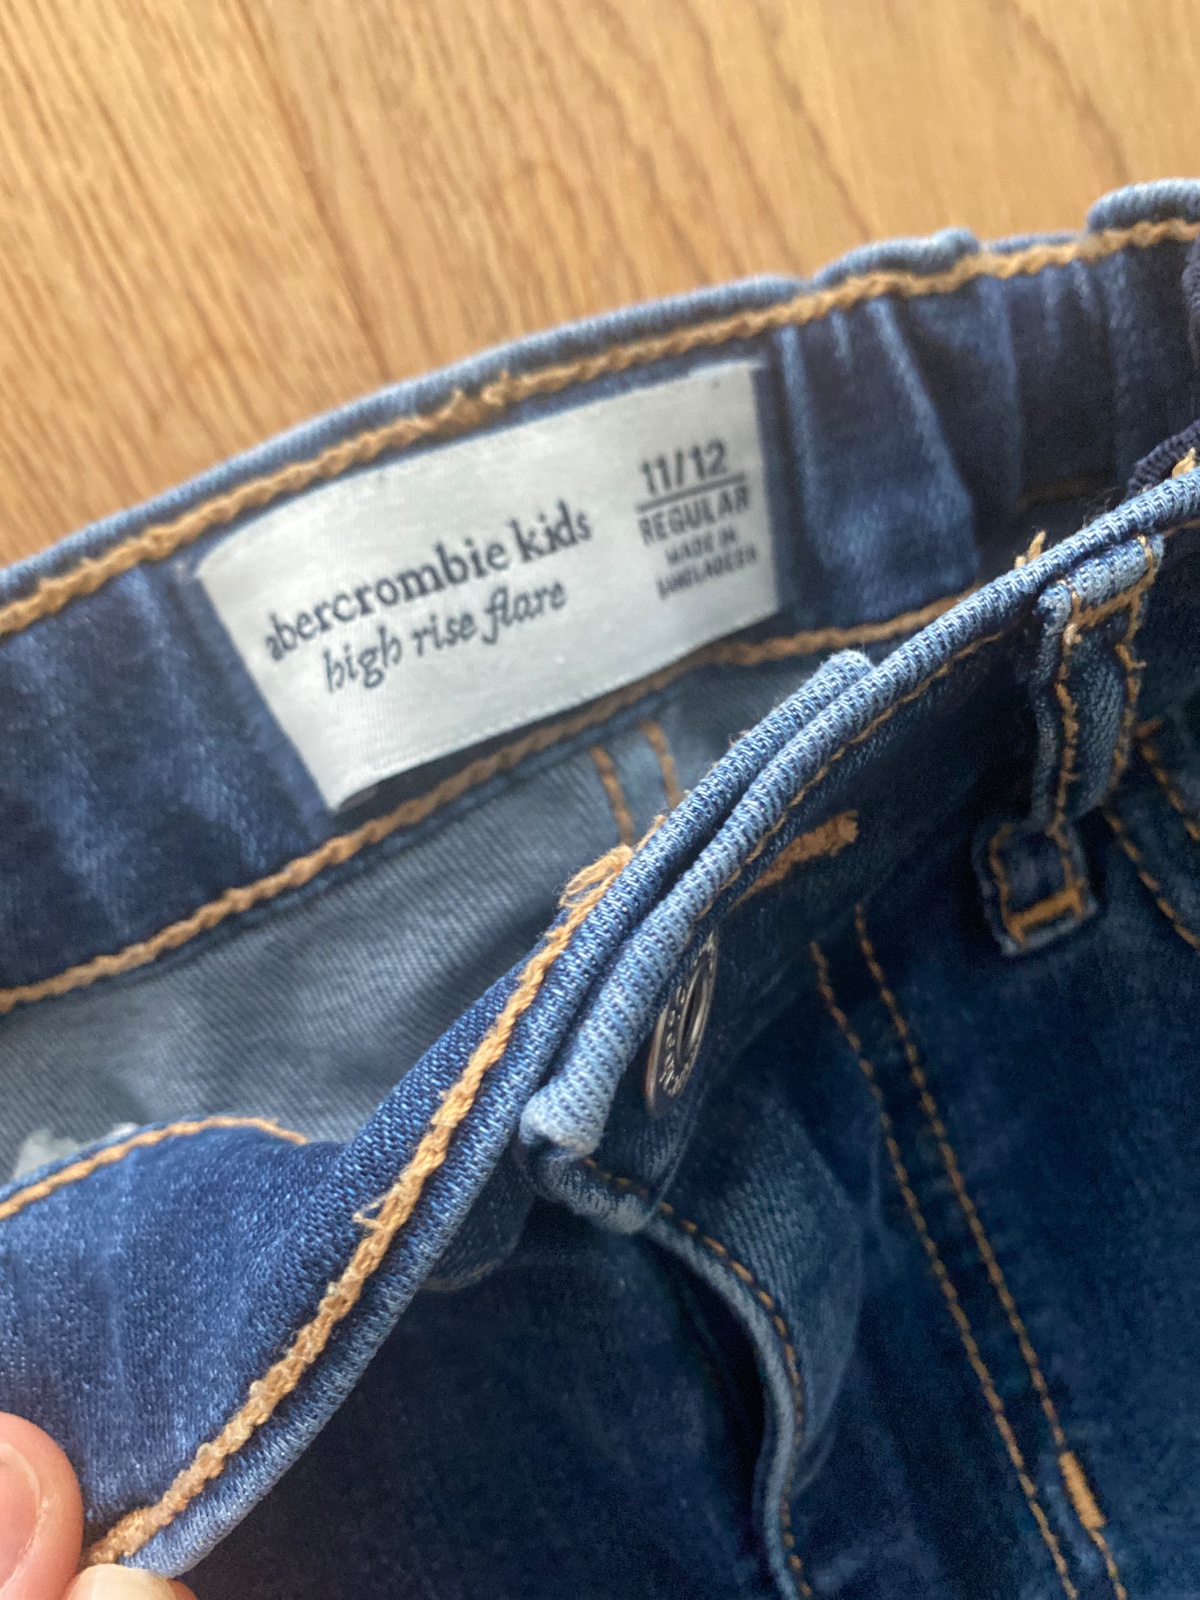 abercrombie kids
high rise flare
11/12
REGULAR
MADE IN
BANGLADESH